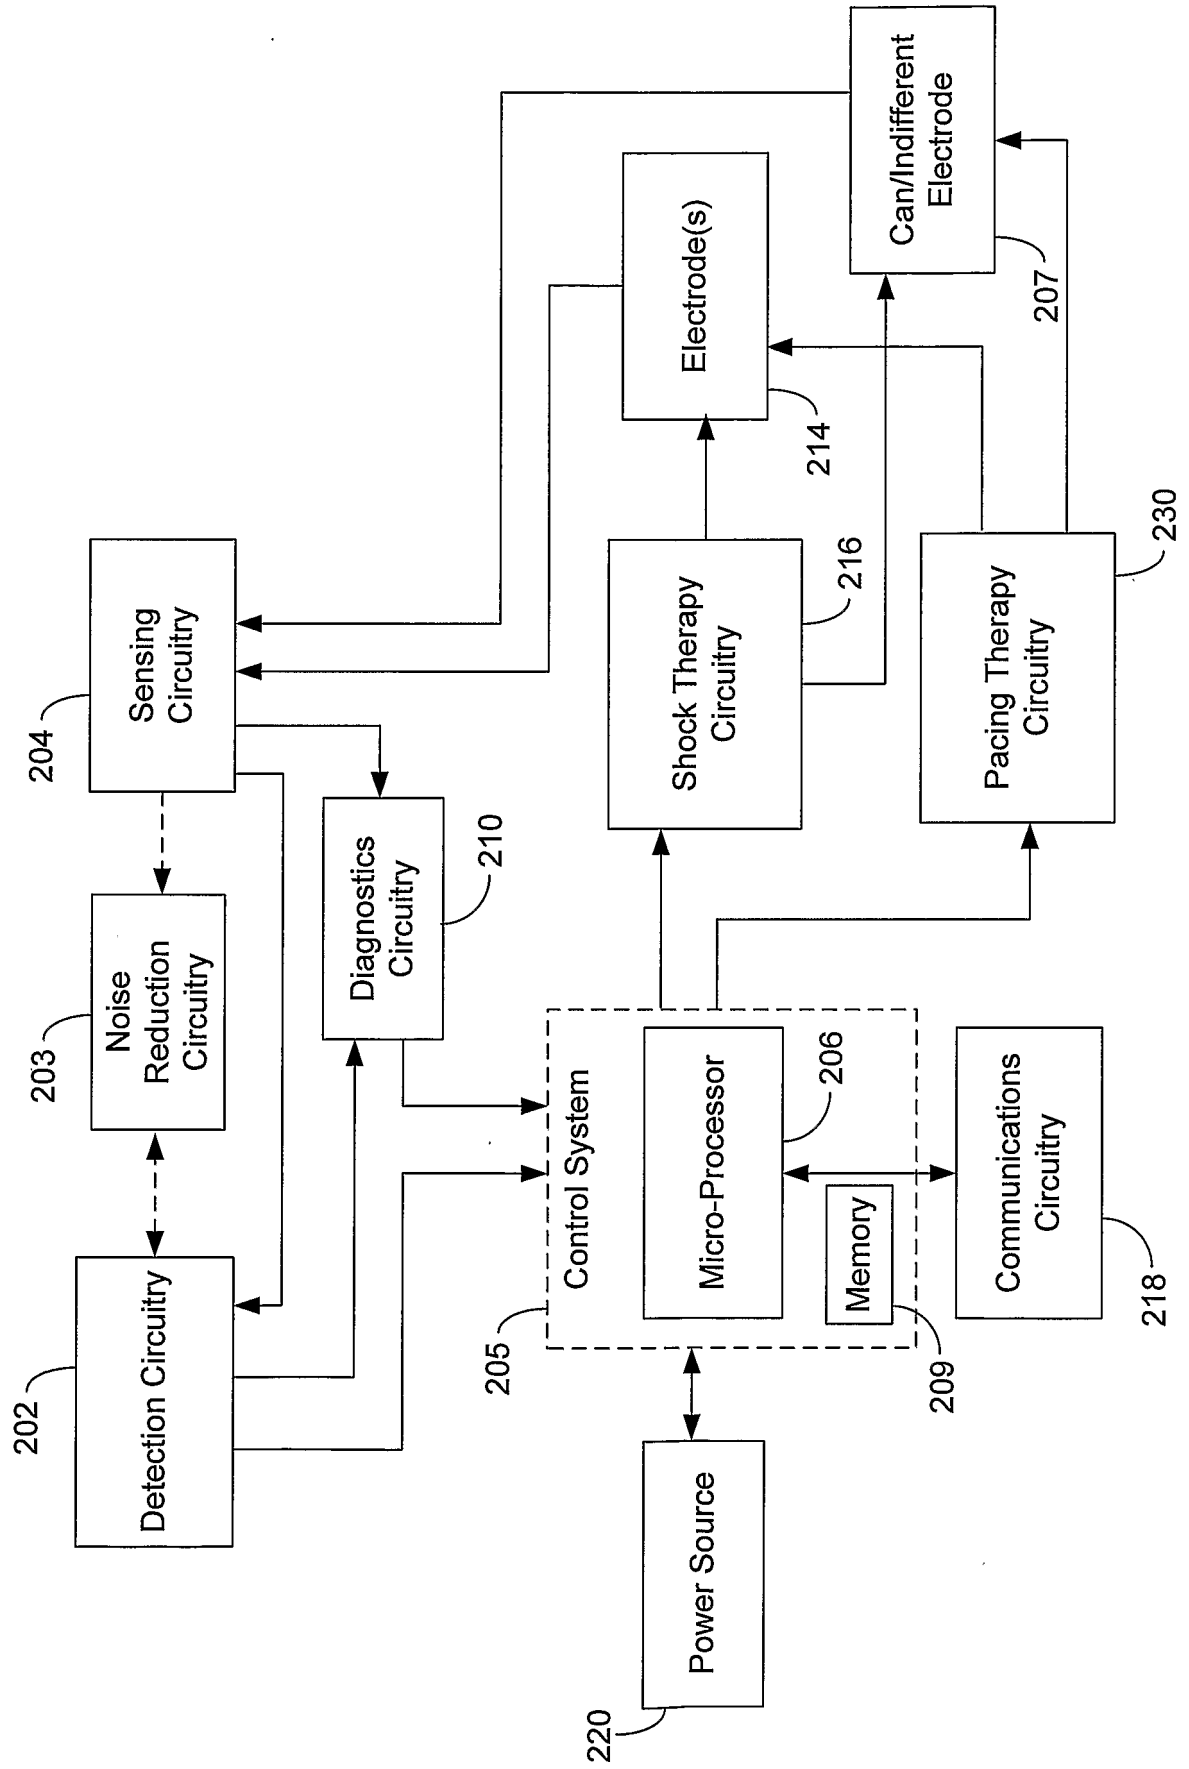 202
Detection Circuitry
203
Noise
Reduction
Circuitry
204
Sensing
Circuitry
Diagnostics
Circuitry
210
205
Control System
Micro-Processor
206
Memory
209
220
Power Source
Communications
Circuitry
218
Shock Therapy
Circuitry
216
Pacing Therapy
Circuitry
230
Electrode(s)
214
Can/Indifferent
Electrode
207